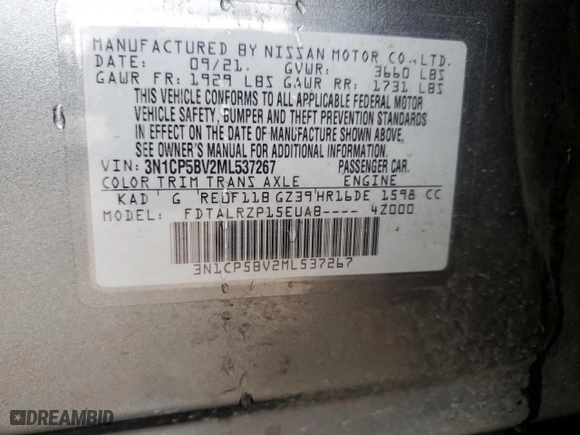 MANUFACTURED BY NISSAN MOTOR CO., LTD.
DATE: 09/21. GVWR: 3660 LBS
GAWR FR: 1929 LBS GAWR RR: 1731 LBS
THIS VEHICLE CONFORMS TO ALL APPLICABLE FEDERAL MOTOR
VEHICLE SAFETY, BUMPER AND THEFT PREVENTION STANDARDS
IN EFFECT ON THE DATE OF MANUFACTURE SHOWN ABOVE.
SEE OWNER'S MANUAL FOR ADDITIONAL INFORMATION.
VIN: 3N1CP5BV2ML537267 PASSENGER CAR.
COLOR TRIM TRANS AXLE ENGINE
KAD G RE0F11B GZ39 HR16DE 1598 CC
MODEL: FDTALRZP15EUA8---- 4Z000
3N1CP5BV2ML537267
DREAMBID